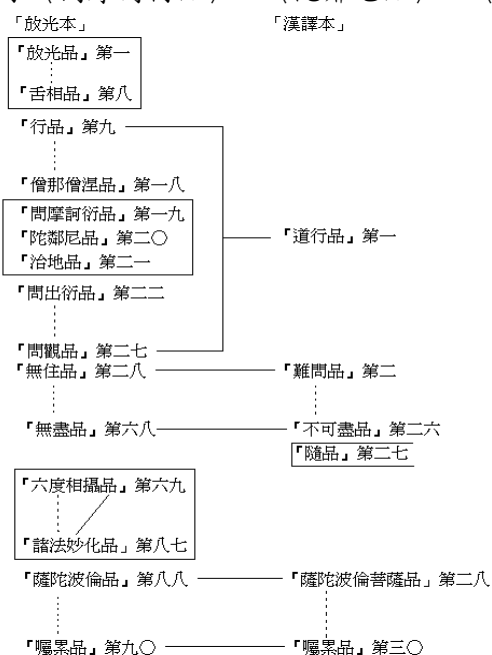 「放光本」 「漢譯本」
『放光品』第一
『舌相品』第八
『行品』第九
『僧那僧涅品』第一八
『問摩訶衍品』第一九
『陀鄰尼品』第二〇
『治地品』第二一
『道行品』第一
『問出衍品』第二二
『問觀品』第二七
『無住品』第二八 『難問品』第二
『無盡品』第六八 『不可盡品』第二六
『隨品』第二七
『六度相攝品』第六九
『諸法妙化品」第八七
『薩陀波倫品』第八八 『薩陀波倫菩薩品」第二八
『囑累品』第九〇 『囑累品』第三〇